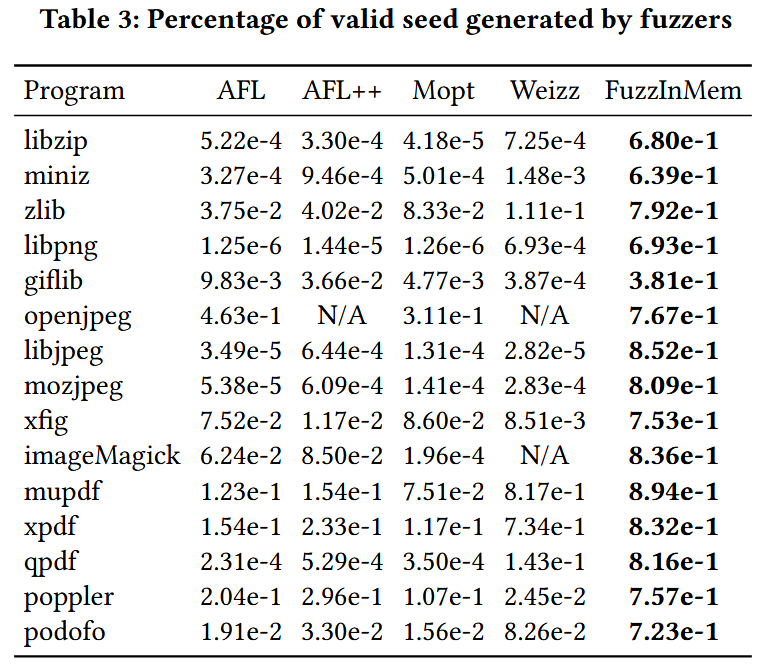 Table 3: Percentage of valid seed generated by fuzzers
Program AFL AFL++ Mopt Weizz FuzzInMem
libzip 5.22e-4 3.30e-4 4.18e-5 7.25e-4 6.80e-1
miniz 3.27e-4 9.46e-4 5.01e-4 1.48e-3 6.39e-1
zlib 3.75e-2 4.02e-2 8.33e-2 1.11e-1 7.92e-1
libpng 1.25e-6 1.44e-5 1.26e-6 6.93e-4 6.93e-1
giflib 9.83e-3 3.66e-2 4.77e-3 3.87e-4 3.81e-1
openjpeg 4.63e-1 N/A 3.11e-1 N/A 7.67e-1
libjpeg 3.49e-5 6.44e-4 1.31e-4 2.82e-5 8.52e-1
mozjpeg 5.38e-5 6.09e-4 1.41e-4 2.83e-4 8.09e-1
xfig 7.52e-2 1.17e-2 8.60e-2 8.51e-3 7.53e-1
imageMagick 6.24e-2 8.50e-2 1.96e-4 N/A 8.36e-1
mupdf 1.23e-1 1.54e-1 7.51e-2 8.17e-1 8.94e-1
xpdf 1.54e-1 2.33e-1 1.17e-1 7.34e-1 8.32e-1
qpdf 2.31e-4 5.29e-4 3.50e-4 1.43e-1 8.16e-1
poppler 2.04e-1 2.96e-1 1.07e-1 2.45e-2 7.57e-1
podofo 1.91e-2 3.30e-2 1.56e-2 8.26e-2 7.23e-1